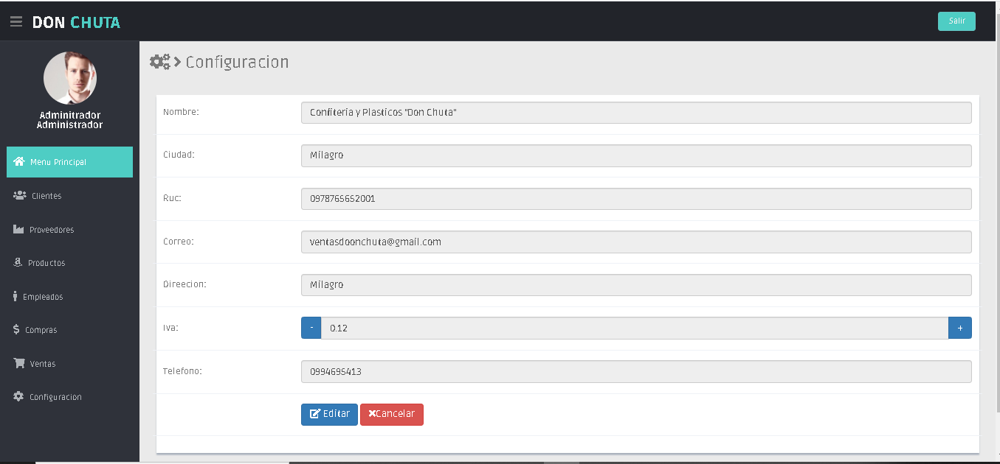 DON CHUTA
Salir
Adminitrador
Administrador
Menu Principal
Clientes
Proveedores
Productos
Empleados
Compras
Ventas
Configuracion
Configuracion
Nombre:
Confiteria y Plasticos "Don Chuta"
Ciudad:
Milagro
Ruc:
0978765652001
Correo:
ventasdoonchuta@gmail.com
Direecion:
Milagro
Iva:
- 0.12 +
Telefono:
0994695413
Editar Cancelar